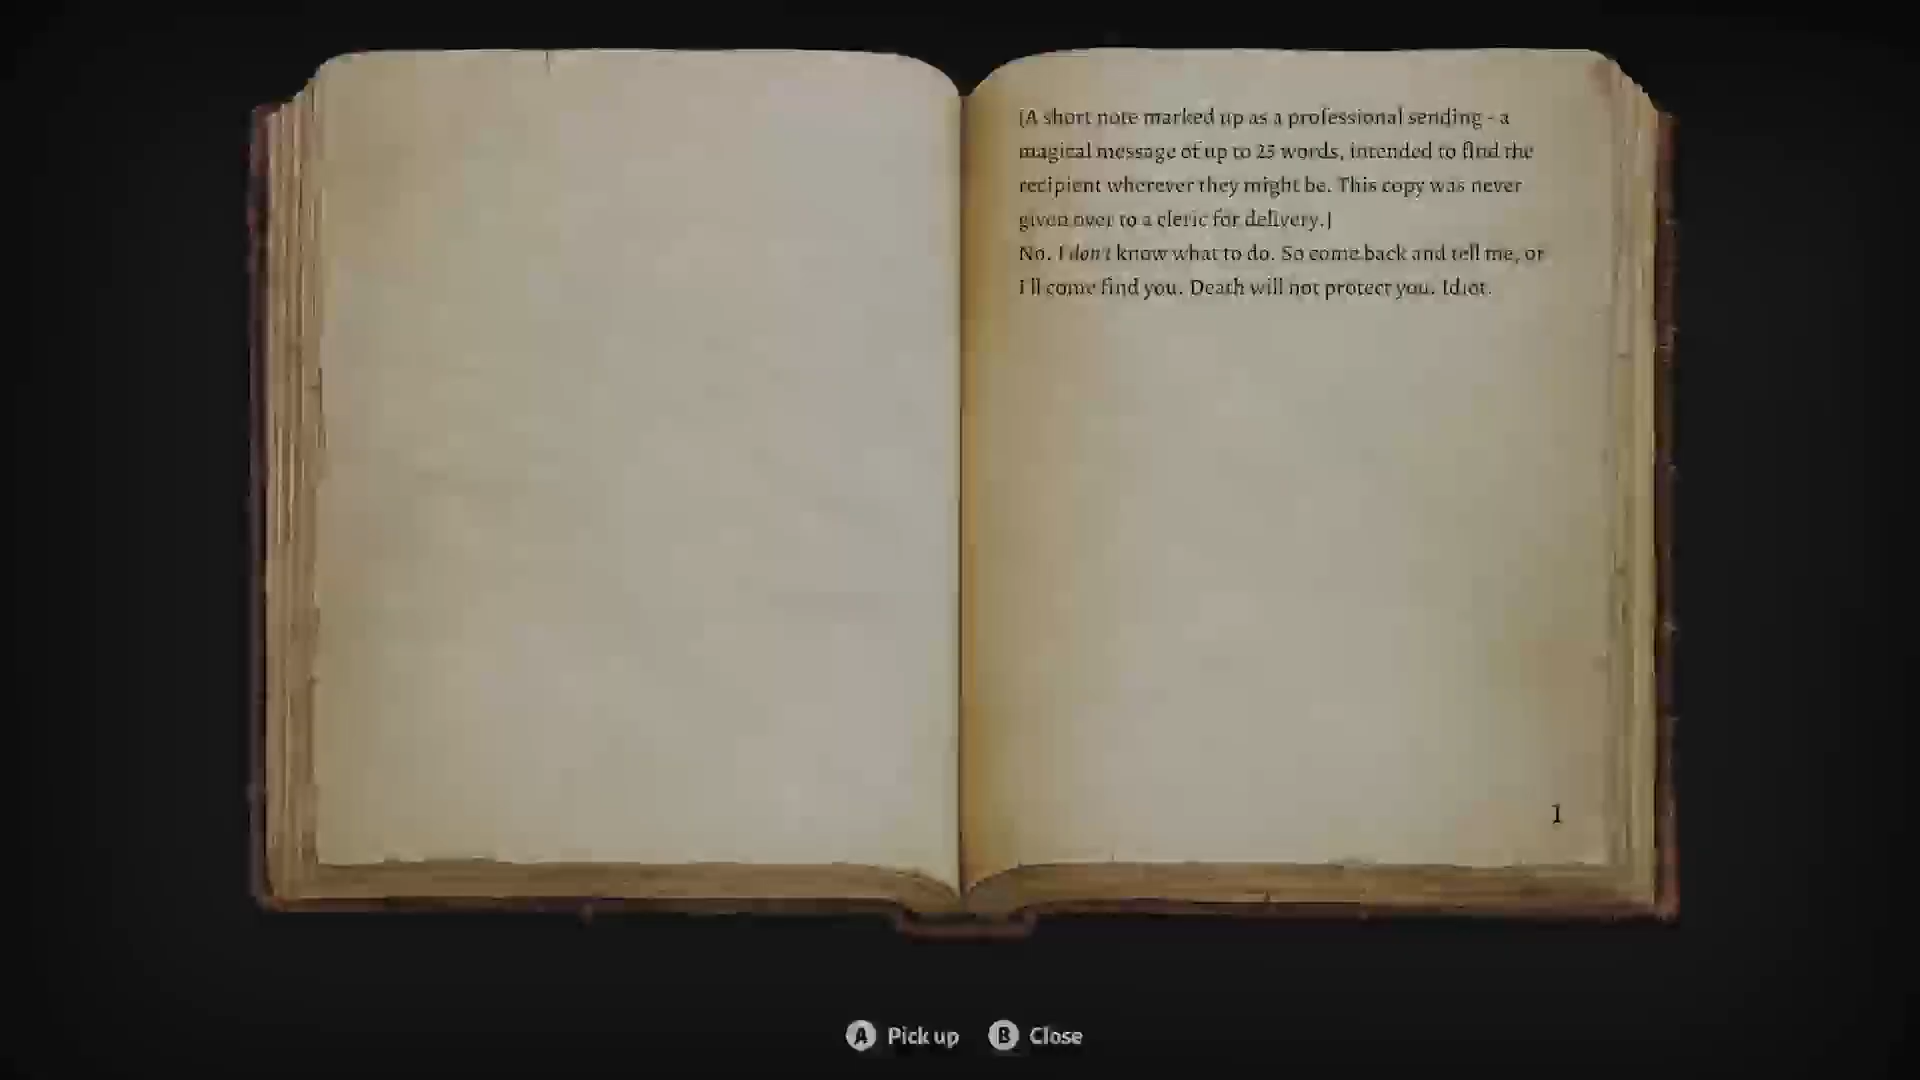 [A short note marked up as a professional sending - a
magical message of up to 25 words, intended to find the
recipient wherever they might be. This copy was never
given over to a cleric for delivery.]
No. I don't know what to do. So come back and tell me, or
I'll come find you. Death will not protect you. Idiot.
1
A Pick up B Close